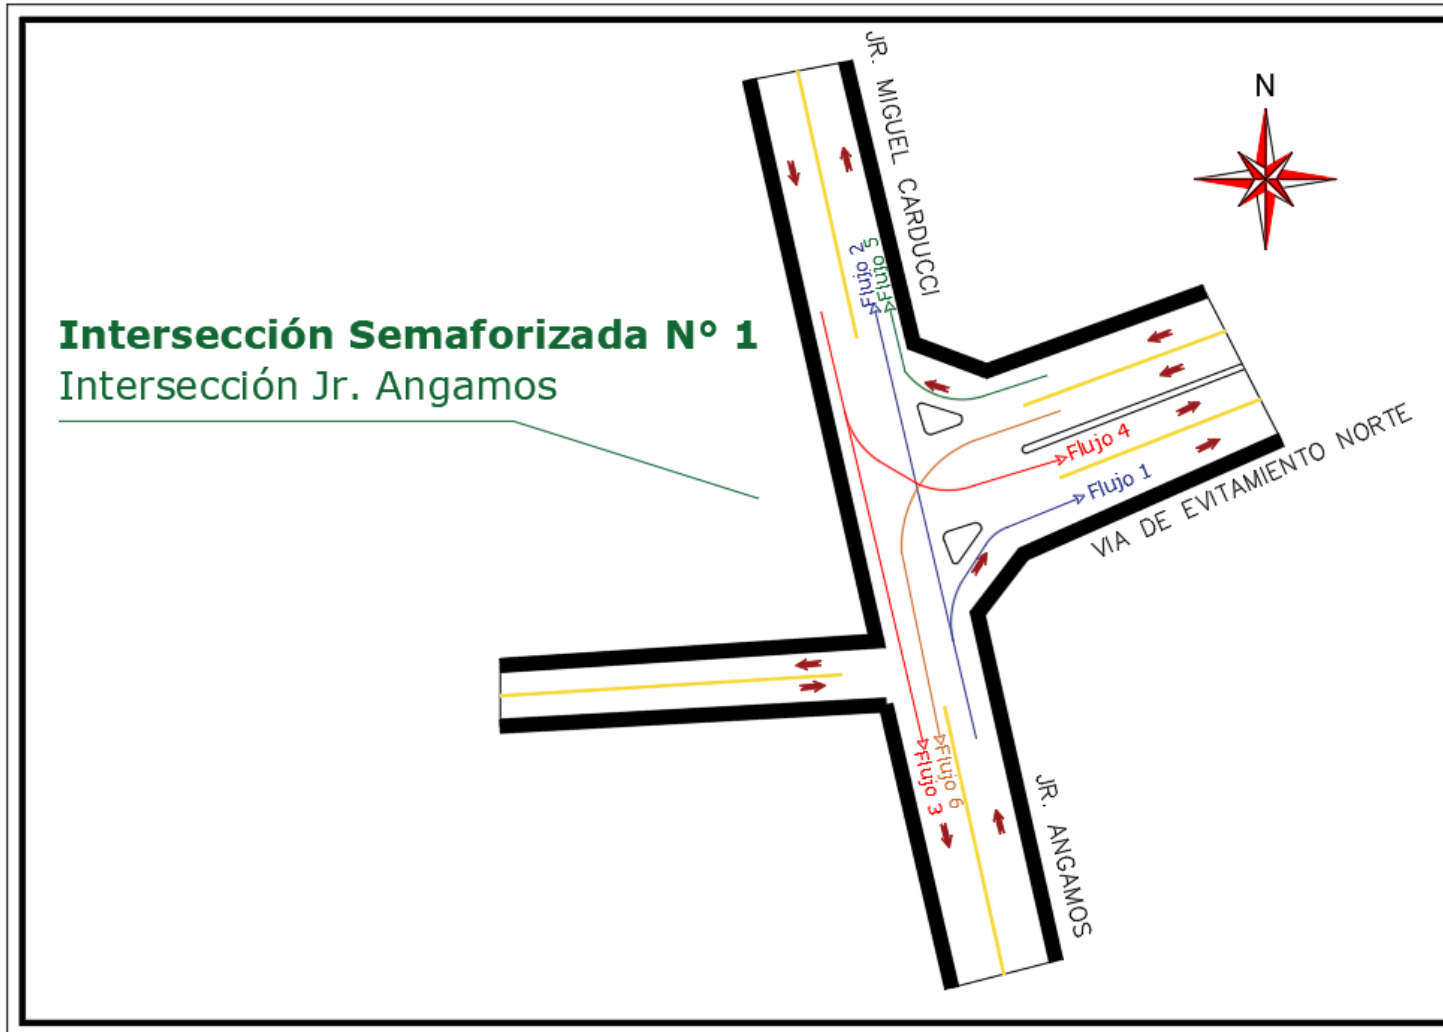 JR. MIGUEL CARDUCCI
N
Flujo 2
Flujo 5
Intersección Semaforizada N° 1
Intersección Jr. Angamos
Flujo 4
Flujo 1
VIA DE EVITAMIENTO NORTE
Flujo 3
Flujo 6
JR. ANGAMOS